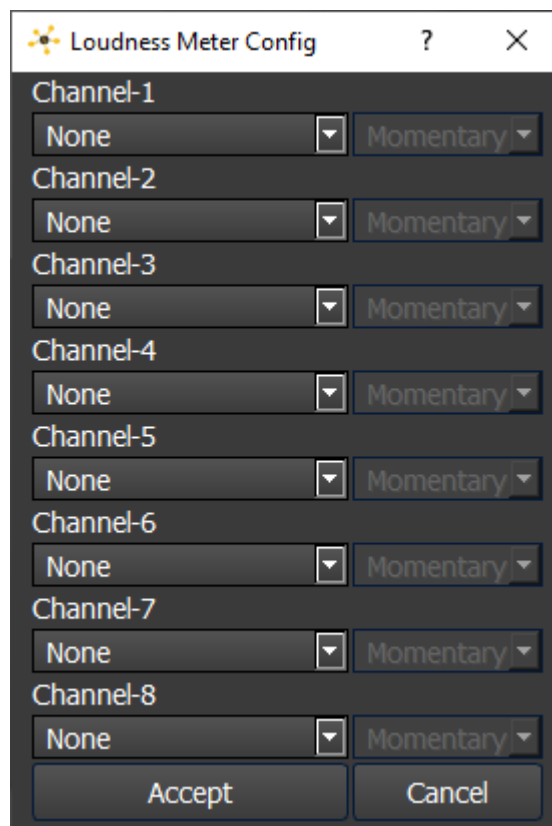 Loudness Meter Config ? ×
Channel-1
None Momentary
Channel-2
None Momentary
Channel-3
None Momentary
Channel-4
None Momentary
Channel-5
None Momentary
Channel-6
None Momentary
Channel-7
None Momentary
Channel-8
None Momentary
Accept Cancel